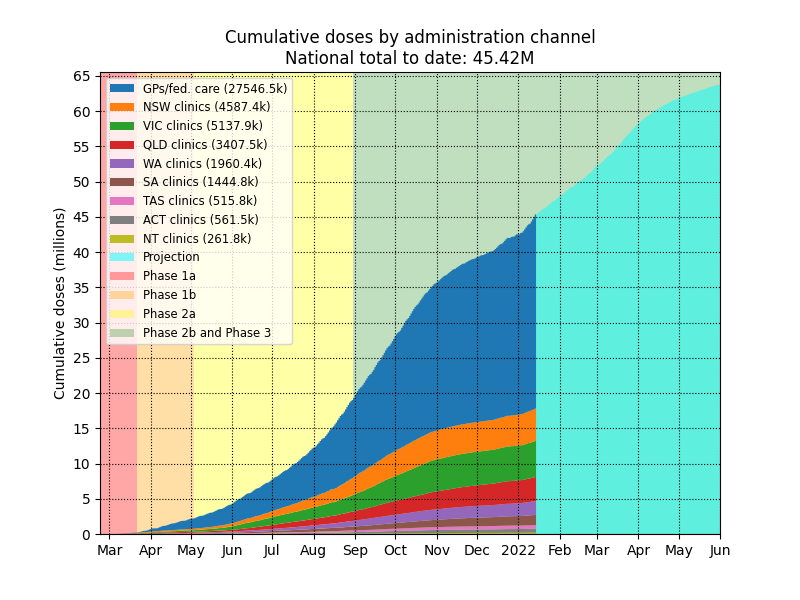 Cumulative doses by administration channel
National total to date: 45.42M
Cumulative doses (millions)
65
60
55
50
45
40
35
30
25
20
15
10
5
0
GPs/fed. care (27546.5k)
NSW clinics (4587.4k)
VIC clinics (5137.9k)
QLD clinics (3407.5k)
WA clinics (1960.4k)
SA clinics (1444.8k)
TAS clinics (515.8k)
ACT clinics (561.5k)
NT clinics (261.8k)
Projection
Phase 1a
Phase 1b
Phase 2a
Phase 2b and Phase 3
Mar Apr May Jun Jul Aug Sep Oct Nov Dec 2022 Feb Mar Apr May Jun